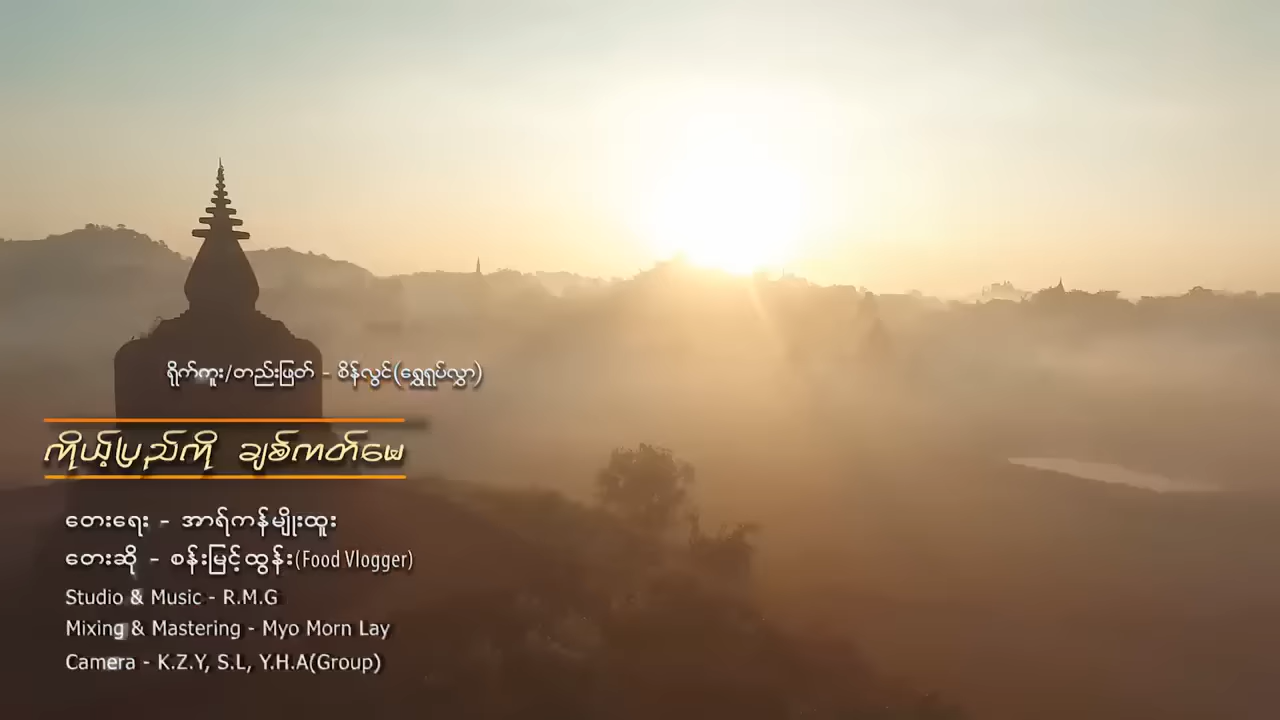 ရိုက်ကူး/တည်းဖြတ် - စိန်လွင်(ရွှေရုပ်လွှာ)
ကိုယ့်ပြည်ကို ချစ်တတ်စေ
တေးရေး - အာရ်ကန်မျိုးထူး
တေးဆို - စန်းမြင့်ထွန်း(Food Vlogger)
Studio & Music - R.M.G
Mixing & Mastering - Myo Morn Lay
Camera - K.Z.Y, S.L, Y.H.A(Group)